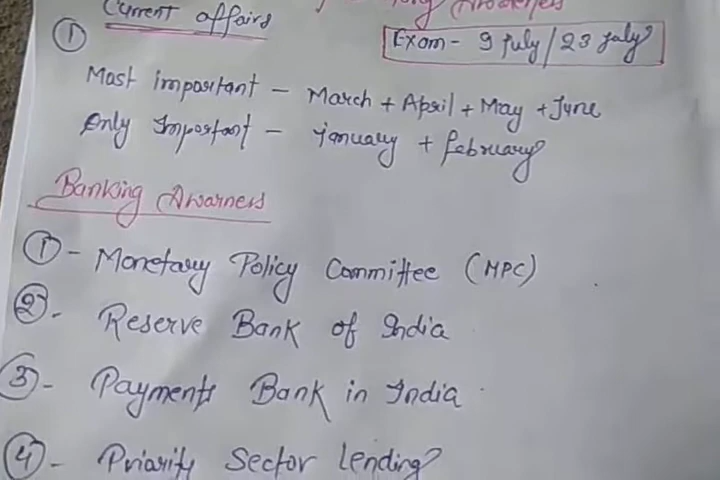 Current affairs
Awareness
Exam - 9 july / 23 july
①
Most important - March + April + May + June
Only Important - january + february
Banking Awarness
① - Monetary Policy Committee (MPC)
②. Reserve Bank of India
③ - Payments Bank in India
④ - Priarity Sector lending